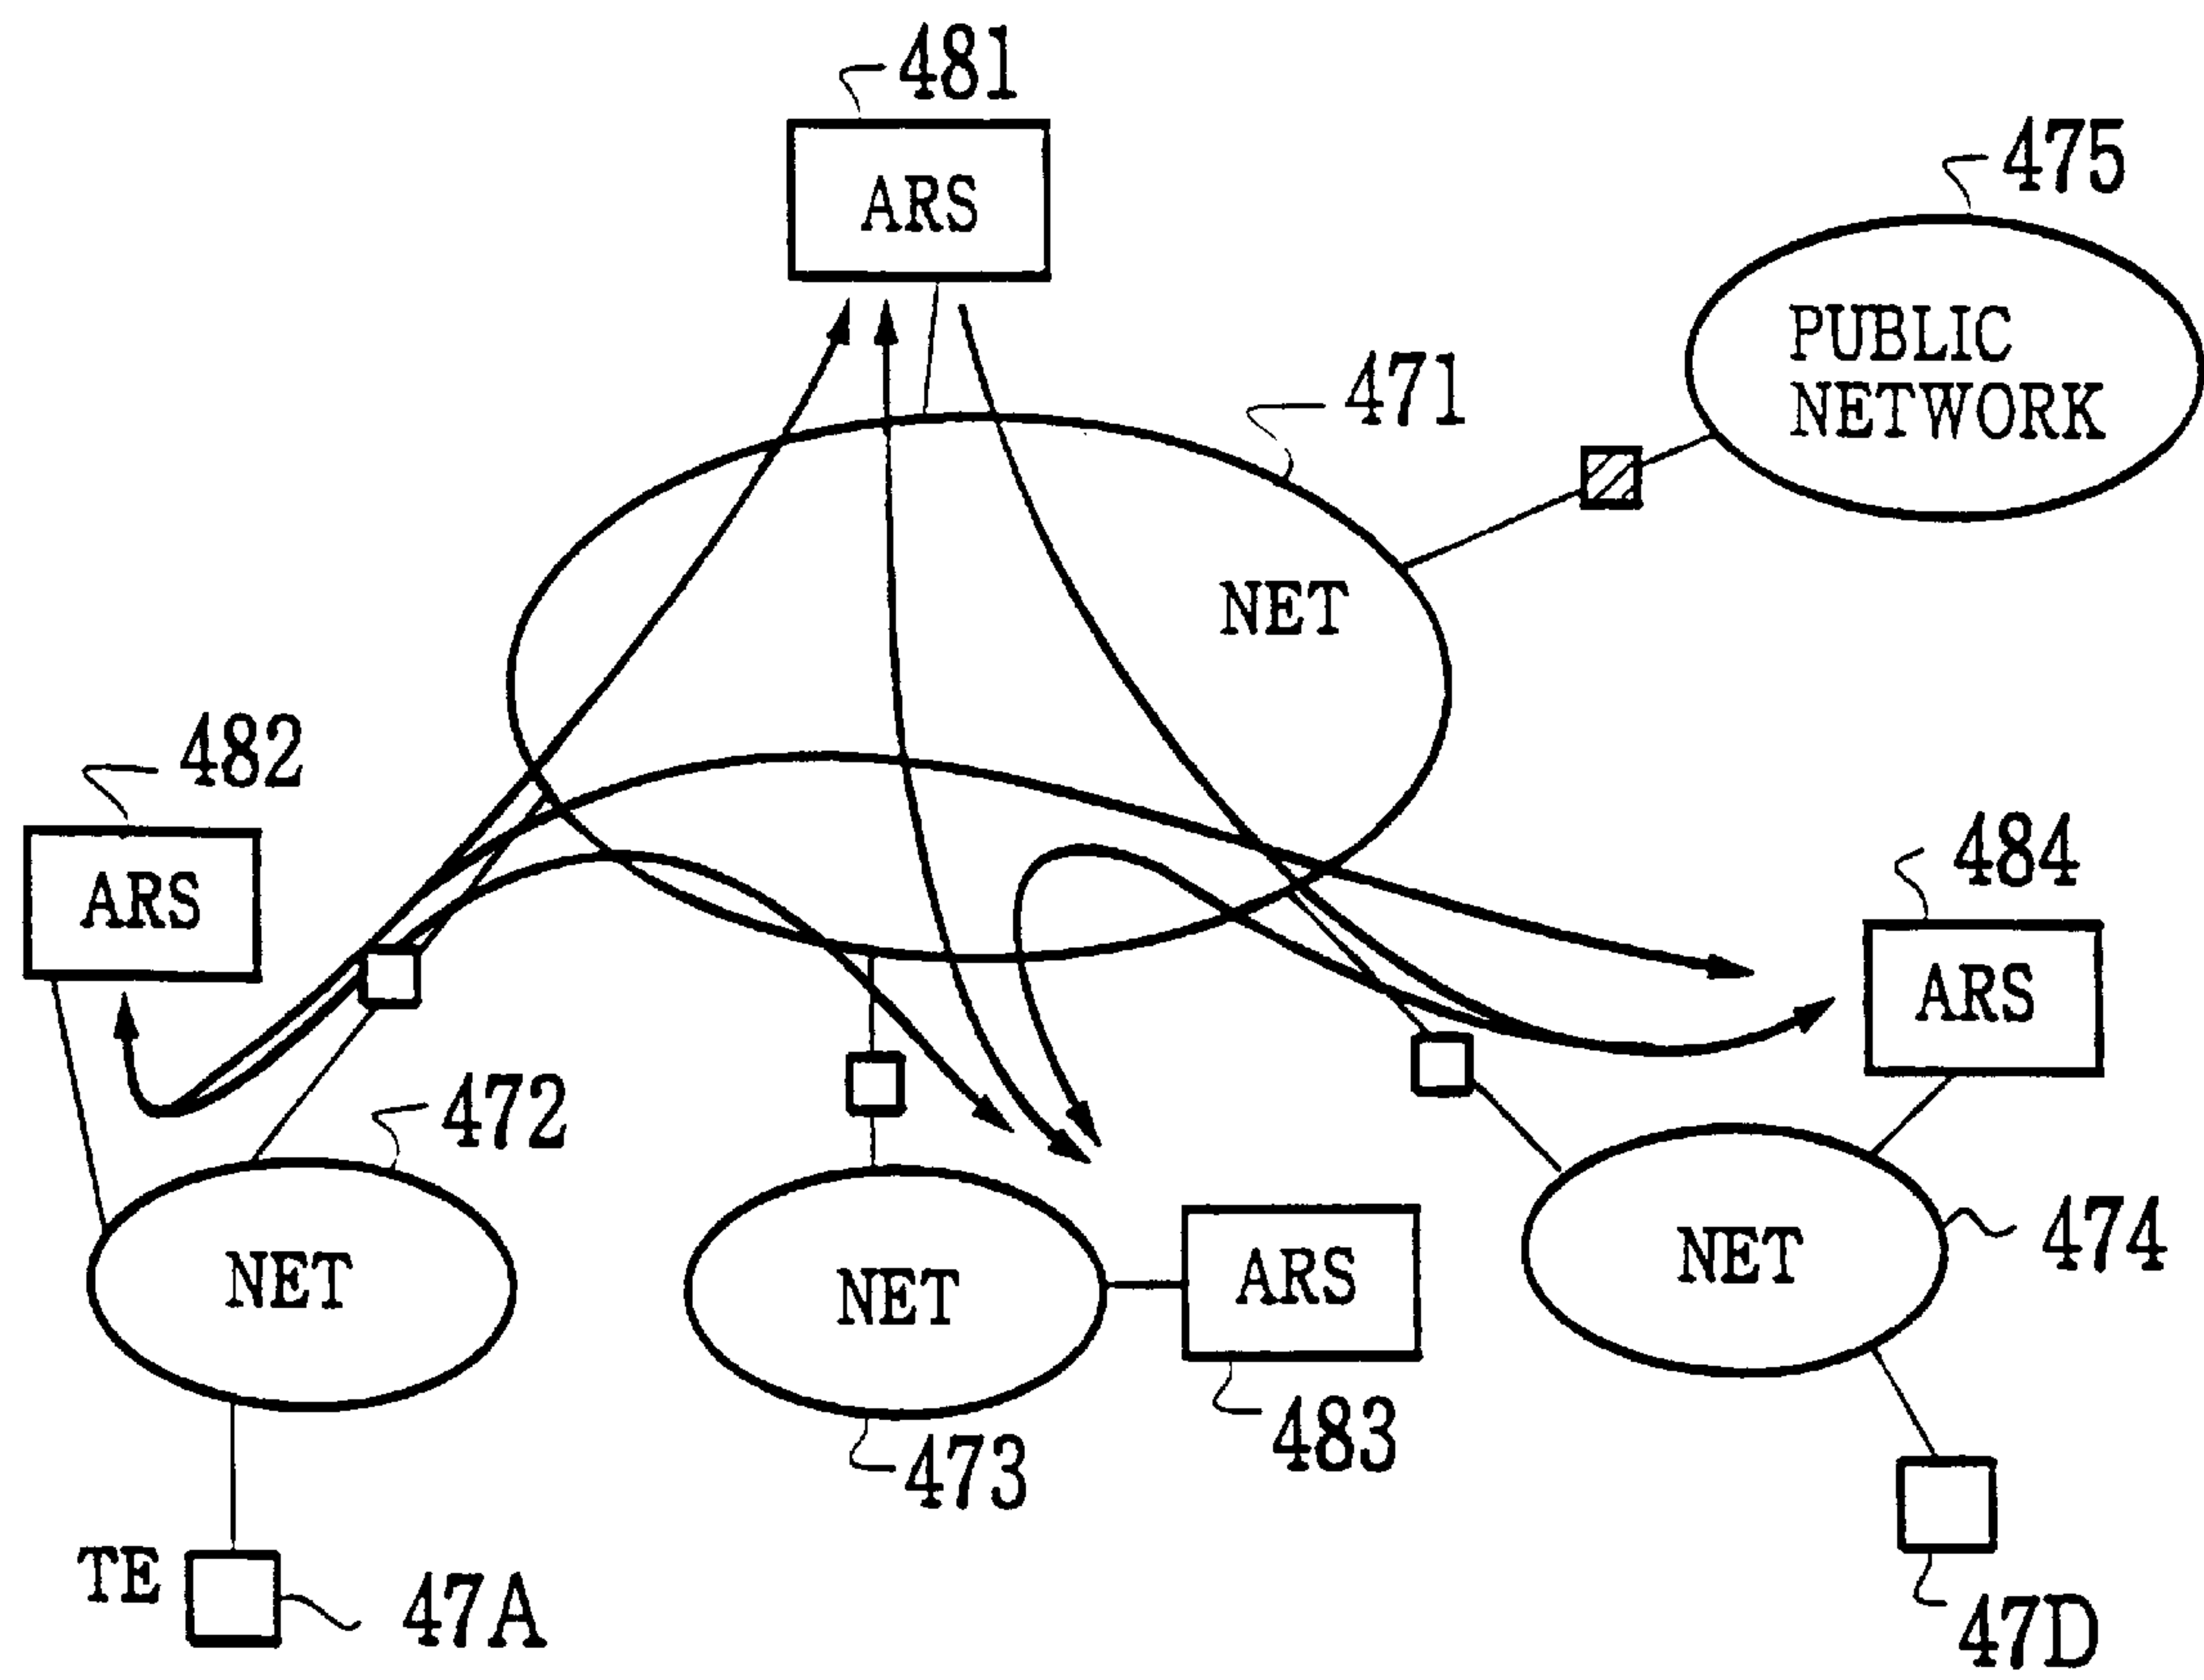 481
ARS
475
PUBLIC
NETWORK
471
NET
482
ARS
484
ARS
472
NET
NET
ARS
NET
474
473
483
TE
47A
47D